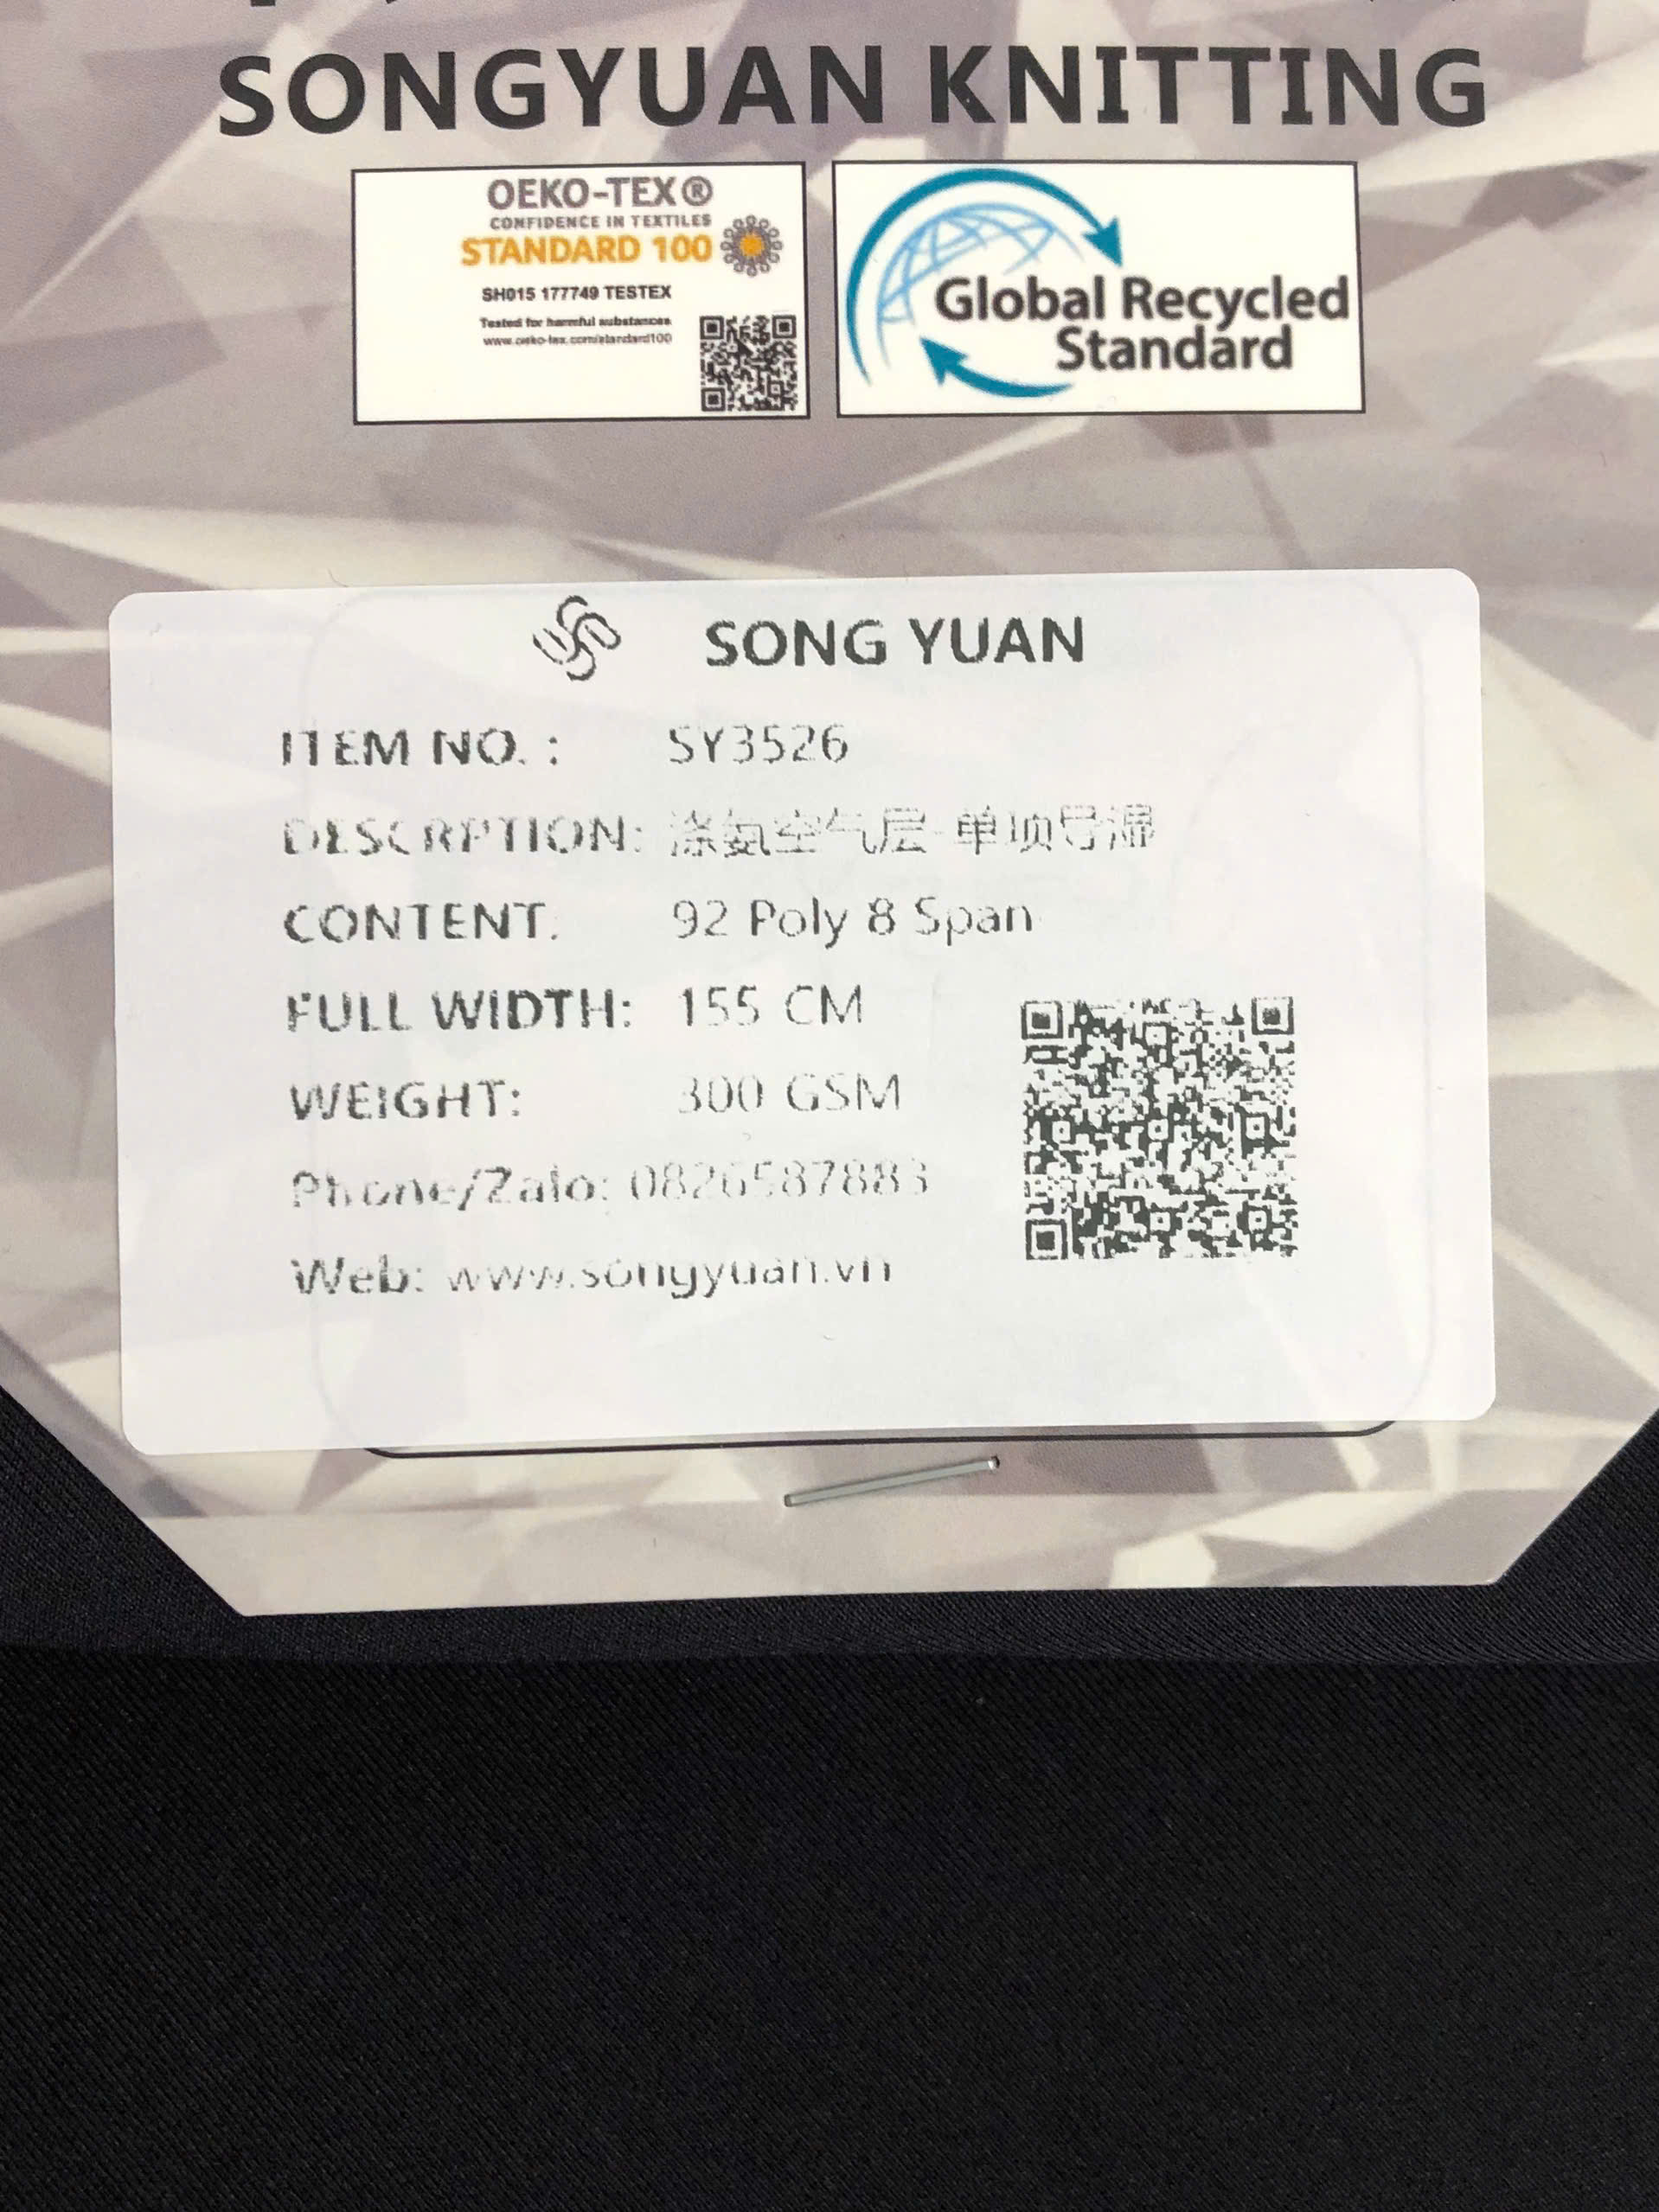 SONGYUAN KNITTING
OEKO-TEX®
CONFIDENCE IN TEXTILES
STANDARD 100
SH015 177749 TESTEX
Tested for harmful substances
www.oeko-tex.com/standard100
Global Recycled
Standard
SONG YUAN
ITEM NO. : SY3526
DESCRPTION: 涤氨空气层-单项导湿
CONTENT: 92 Poly 8 Span
FULL WIDTH: 155 CM
WEIGHT: 300 GSM
Phone/Zalo: 0826587883
Web: www.songyuan.vn